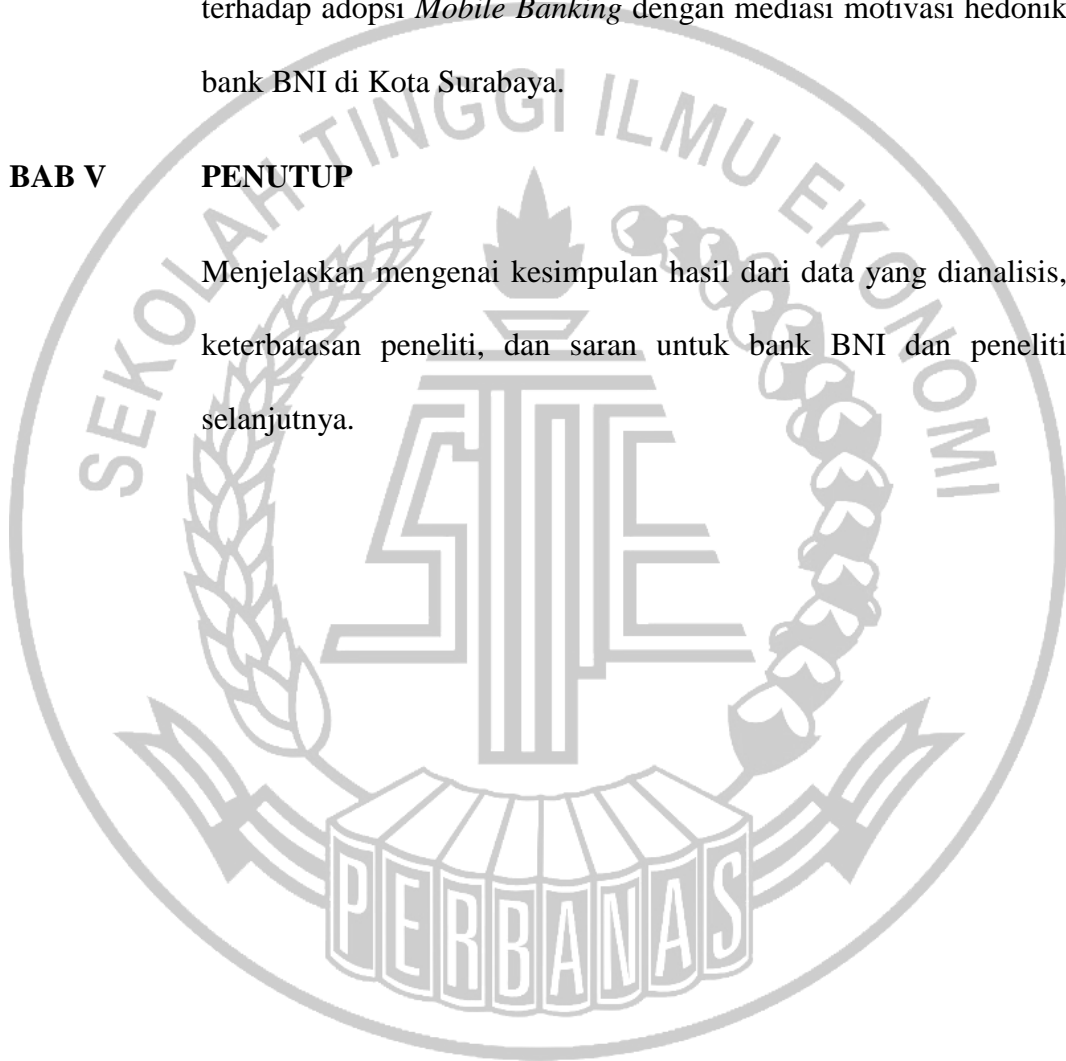 terhadap adopsi Mobile Banking dengan mediasi motivasi hedonik
bank BNI di Kota Surabaya.
BAB V PENUTUP
Menjelaskan mengenai kesimpulan hasil dari data yang dianalisis,
keterbatasan peneliti, dan saran untuk bank BNI dan peneliti
selanjutnya.
SEKOLAH TINGGI ILMU EKONOMI
STIE
PERBANAS